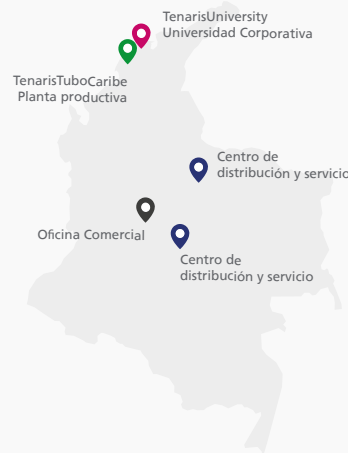 TenarisUniversity
Universidad Corporativa
TenarisTuboCaribe
Planta productiva
Centro de
distribución y servicio
Oficina Comercial
Centro de
distribución y servicio